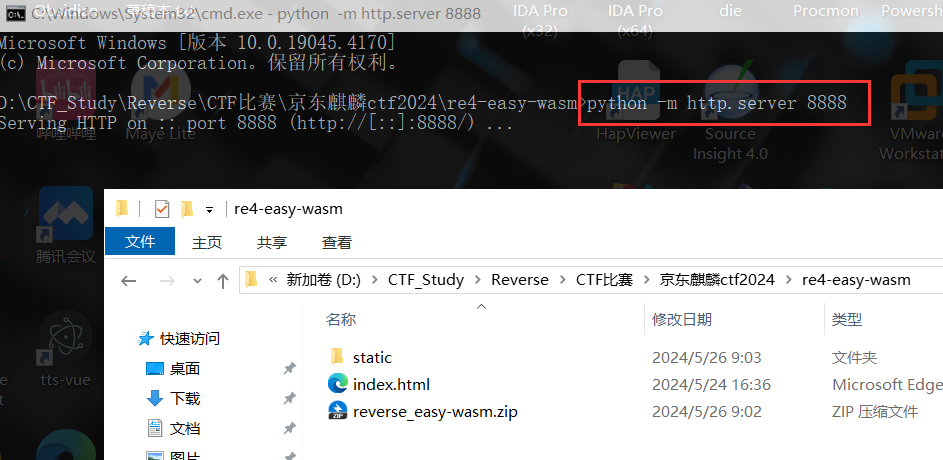 C:\Windows\System32\cmd.exe - python -m http.server 8888
IDA Pro
(x32)
IDA Pro
(x64)
die
Procmon
Powersh
Microsoft Windows [版本 10.0.19045.4170]
(c) Microsoft Corporation。保留所有权利。
D:\CTF_Study\Reverse\CTF比赛\京东麒麟ctf2024\re4-easy-wasm>python -m http.server 8888
Serving HTTP on :: port 8888 (http://[::]:8888/) ...
哔哩哔哩
Maye Lite
HAP
HapViewer
Source
Insight 4.0
VMware
Workstat
re4-easy-wasm
文件
主页
共享
查看
« 新加卷 (D:) > CTF_Study > Reverse > CTF比赛 > 京东麒麟ctf2024 > re4-easy-wasm
名称
修改日期
类型
快速访问
桌面
下载
文档
图片
static
2024/5/26 9:03
文件夹
index.html
2024/5/24 16:36
Microsoft Edge
reverse_easy-wasm.zip
2024/5/26 9:02
ZIP 压缩文件
ZIP
腾讯会议
tts-vue